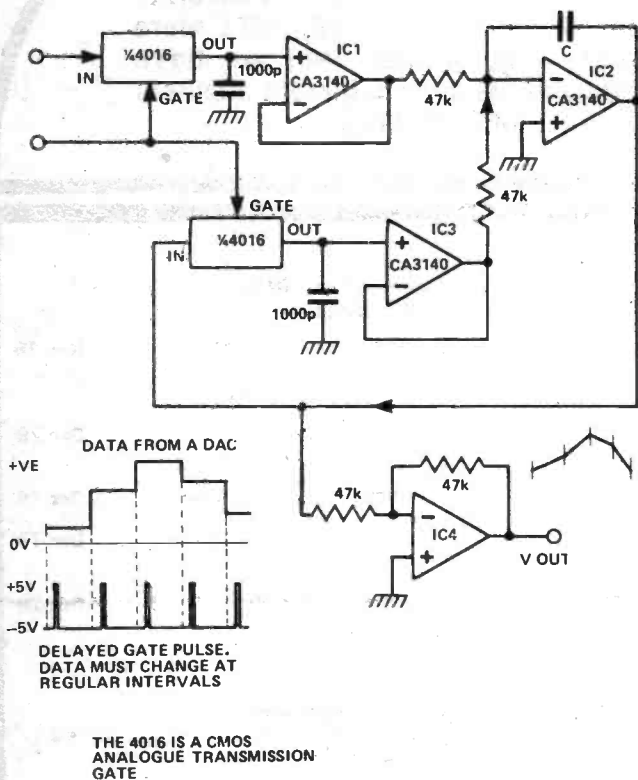 ¼4016
OUT
IN
GATE
1000p
+
−
IC1
CA3140
47k
C
−
+
IC2
CA3140
47k
GATE
¼4016
IN
OUT
1000p
+
−
IC3
CA3140
DATA FROM A DAC
+VE
0V
+5V
−5V
DELAYED GATE PULSE.
DATA MUST CHANGE AT
REGULAR INTERVALS
47k
47k
−
+
IC4
V OUT
THE 4016 IS A CMOS
ANALOGUE TRANSMISSION
GATE